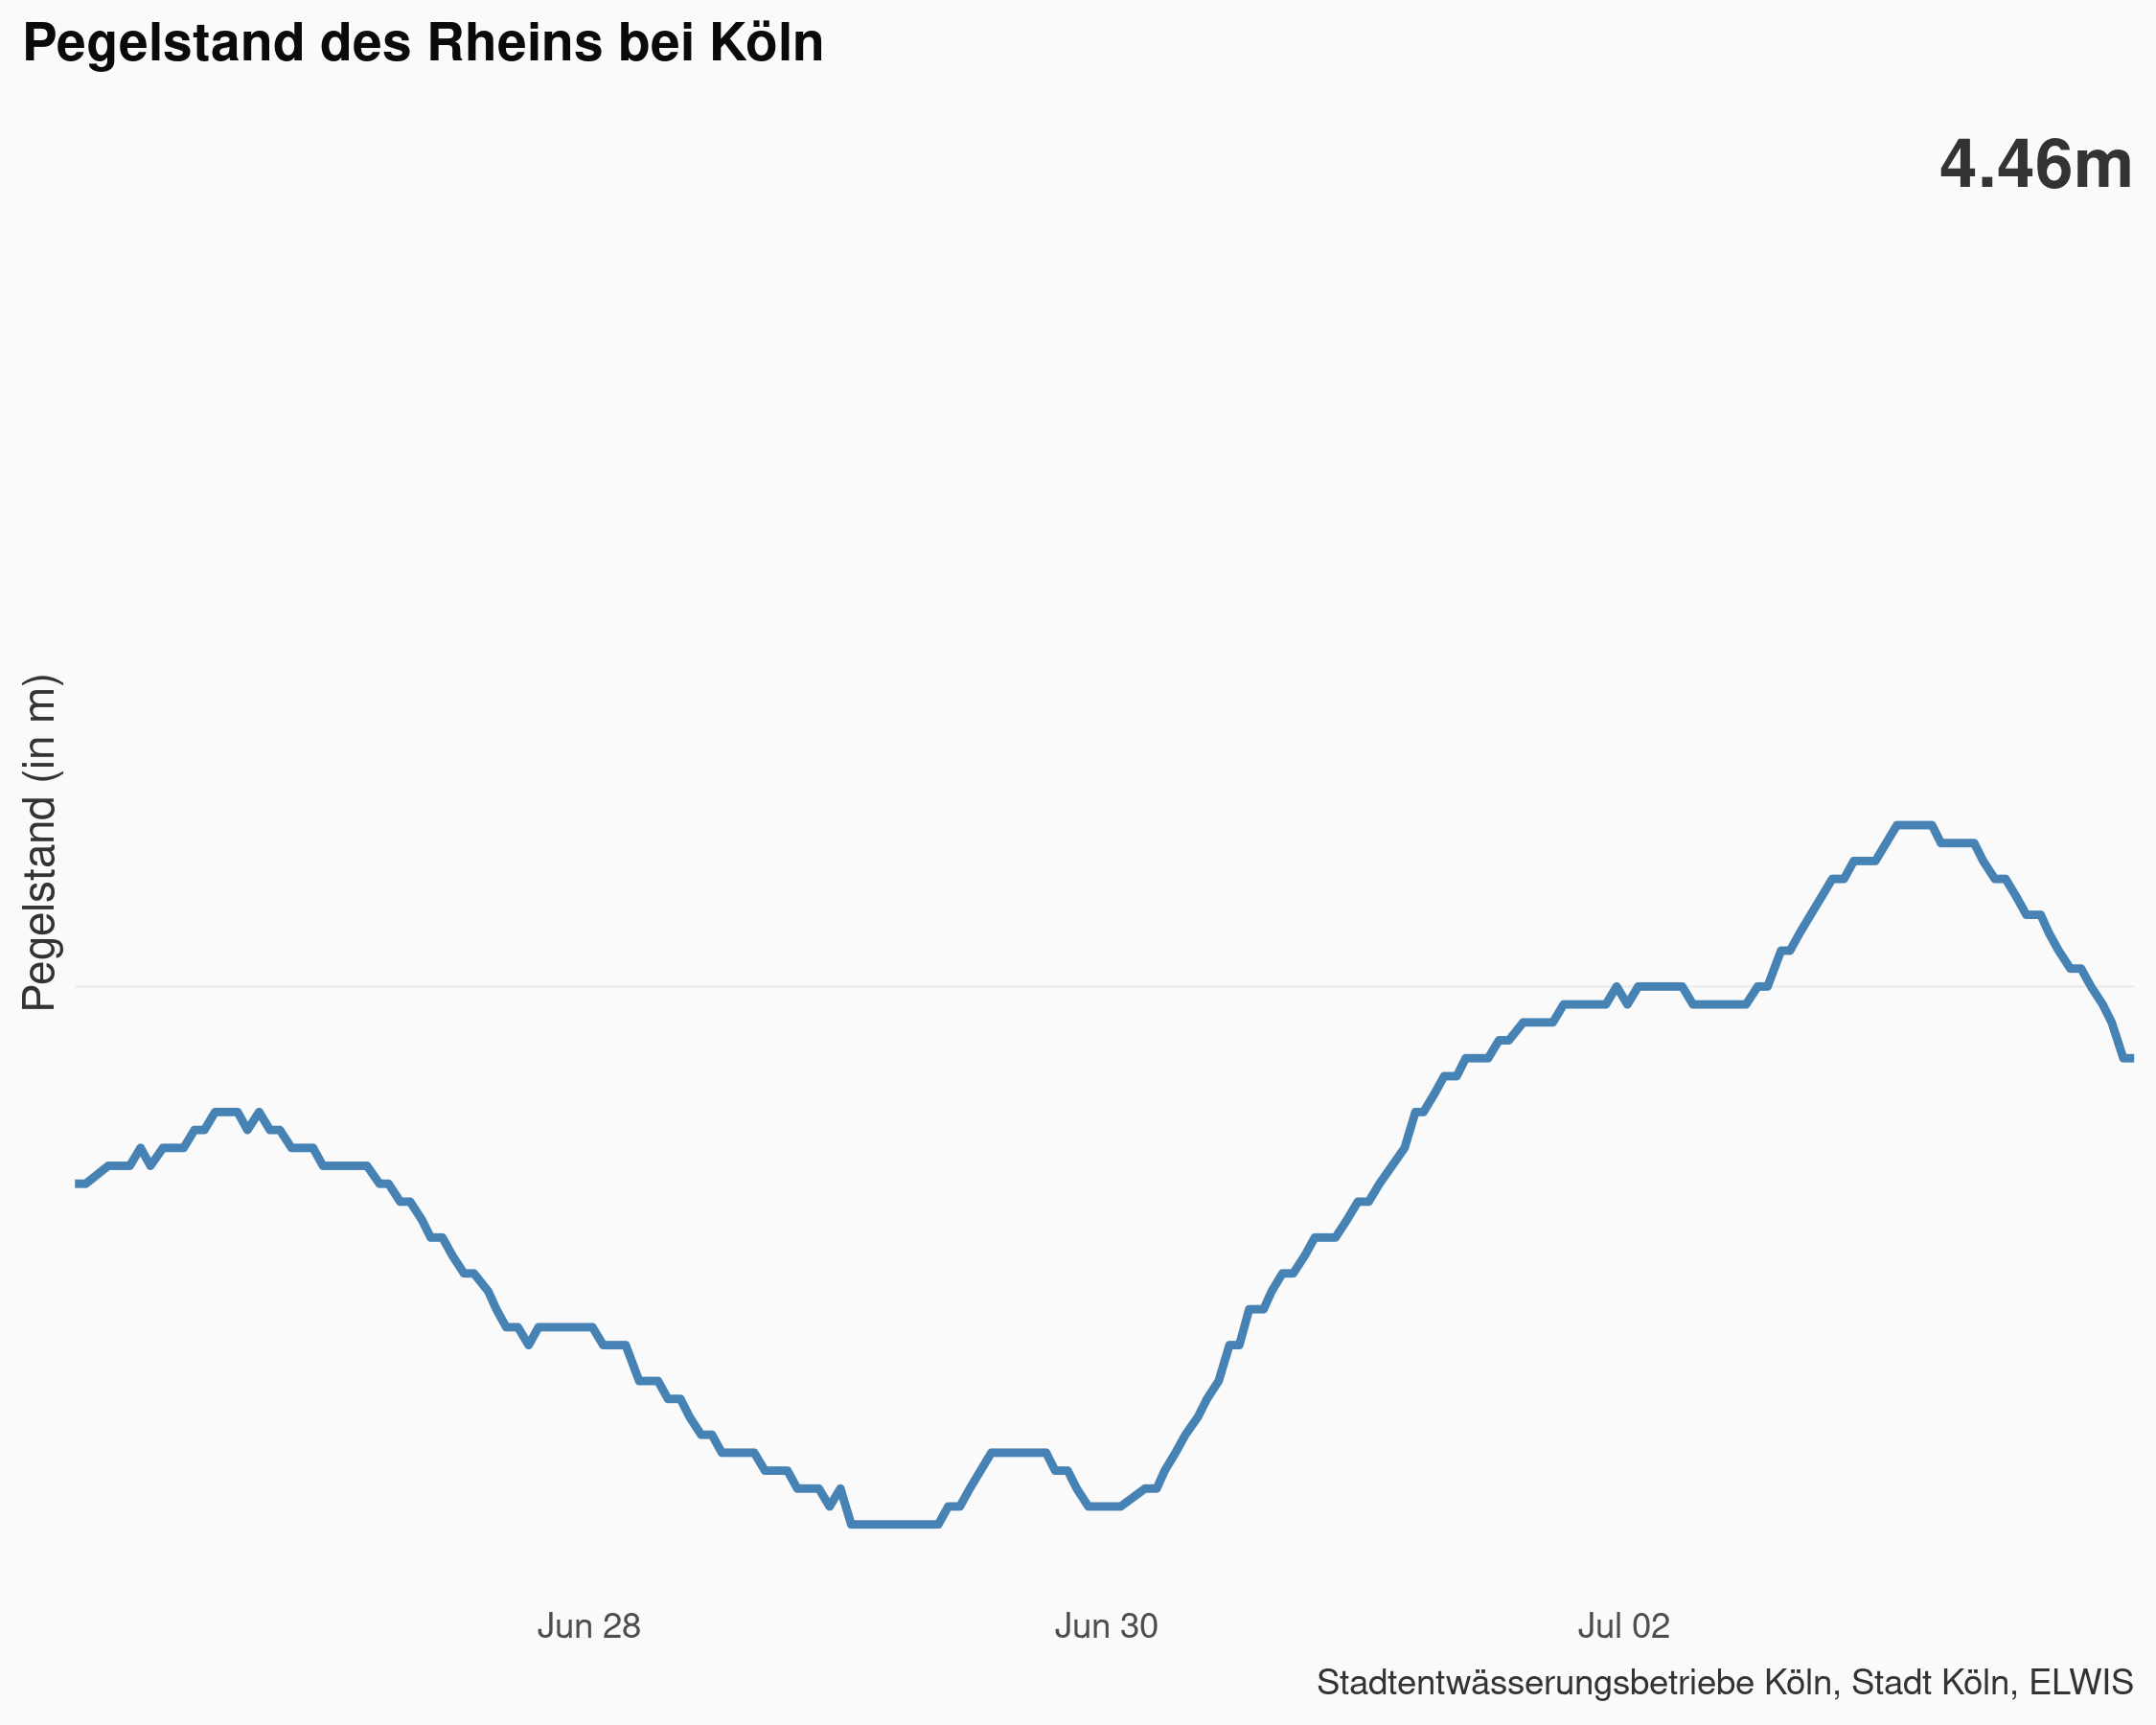 Pegelstand des Rheins bei Köln
4.46m
Pegelstand (in m)
Jun 28
Jun 30
Jul 02
Stadtentwässerungsbetriebe Köln, Stadt Köln, ELWIS